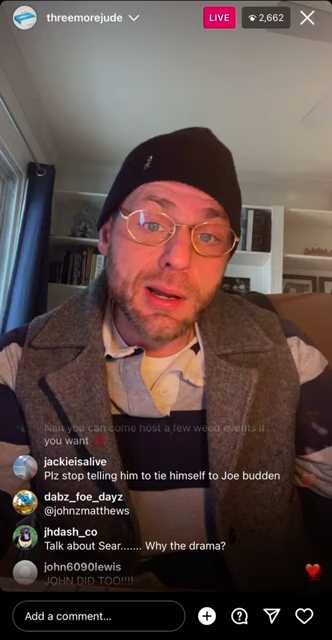 threemorejude
LIVE
2,662
Nah you can come host a few weed events if
you want
jackieisalive
Plz stop telling him to tie himself to Joe budden
dabz_foe_dayz
@johnzmatthews
jhdash_co
Talk about Sear....... Why the drama?
john6090lewis
JOHN DID TOO!!!!
Add a comment...